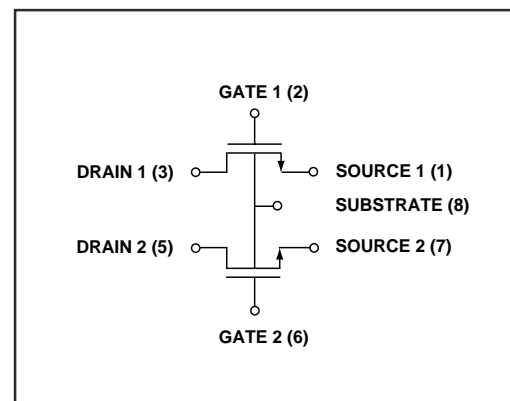 GATE 1 (2)
DRAIN 1 (3)
SOURCE 1 (1)
SUBSTRATE (8)
DRAIN 2 (5)
SOURCE 2 (7)
GATE 2 (6)